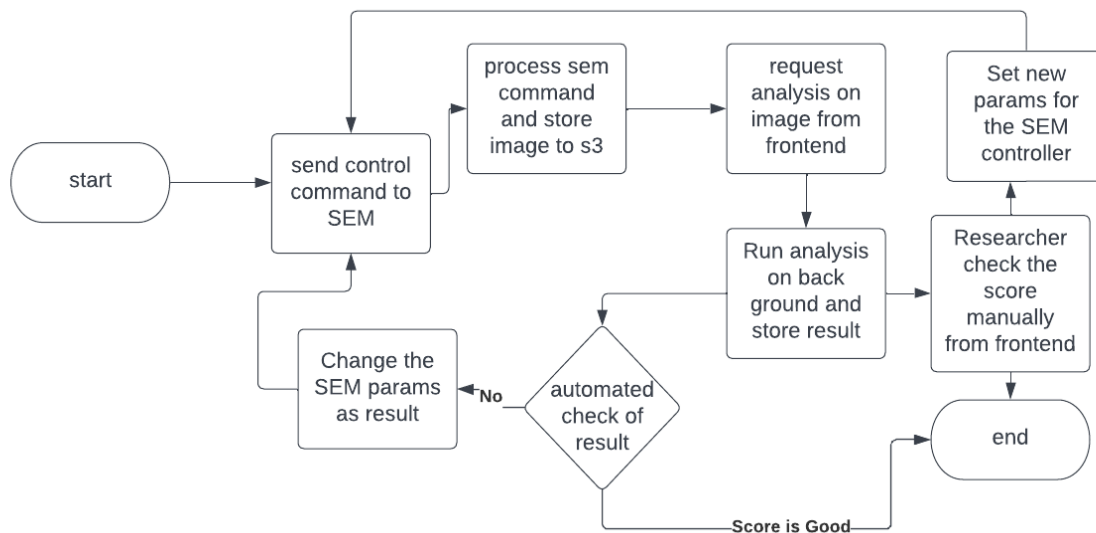 start
send control
command to
SEM
process sem
command
and store
image to s3
request
analysis on
image from
frontend
Set new
params for
the SEM
controller
Run analysis
on back
ground and
store result
Researcher
check the
score
manually
from frontend
automated
check of
result
No
Change the
SEM params
as result
Score is Good
end